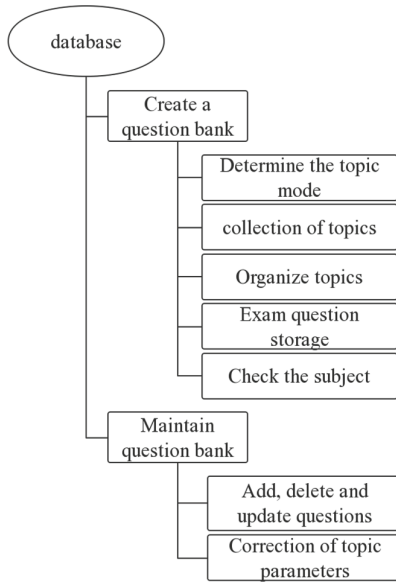 database
Create a
question bank
Determine the topic
mode
collection of topics
Organize topics
Exam question
storage
Check the subject
Maintain
question bank
Add, delete and
update questions
Correction of topic
parameters